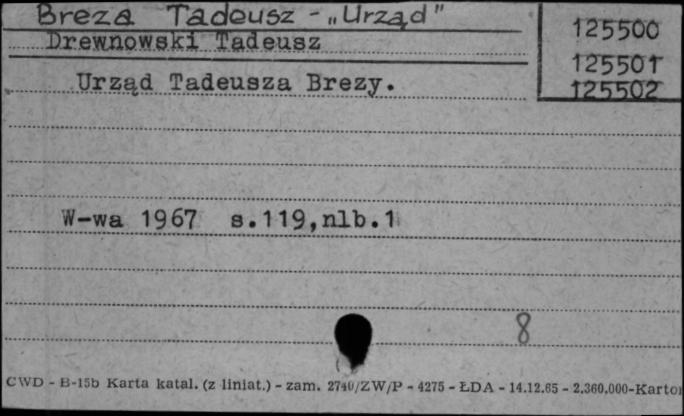 Breza Tadeusz - „Urząd"
125500
Drewnowski Tadeusz
125501
Urząd Tadeusza Brezy.
125502
W-wa 1967 s.119,nlb.1
8
CWD - B-15b Karta katal. (z liniat.) - zam. 2740/ZW/P - 4275 - ŁDA - 14.12.65 - 2.360.000-Karto